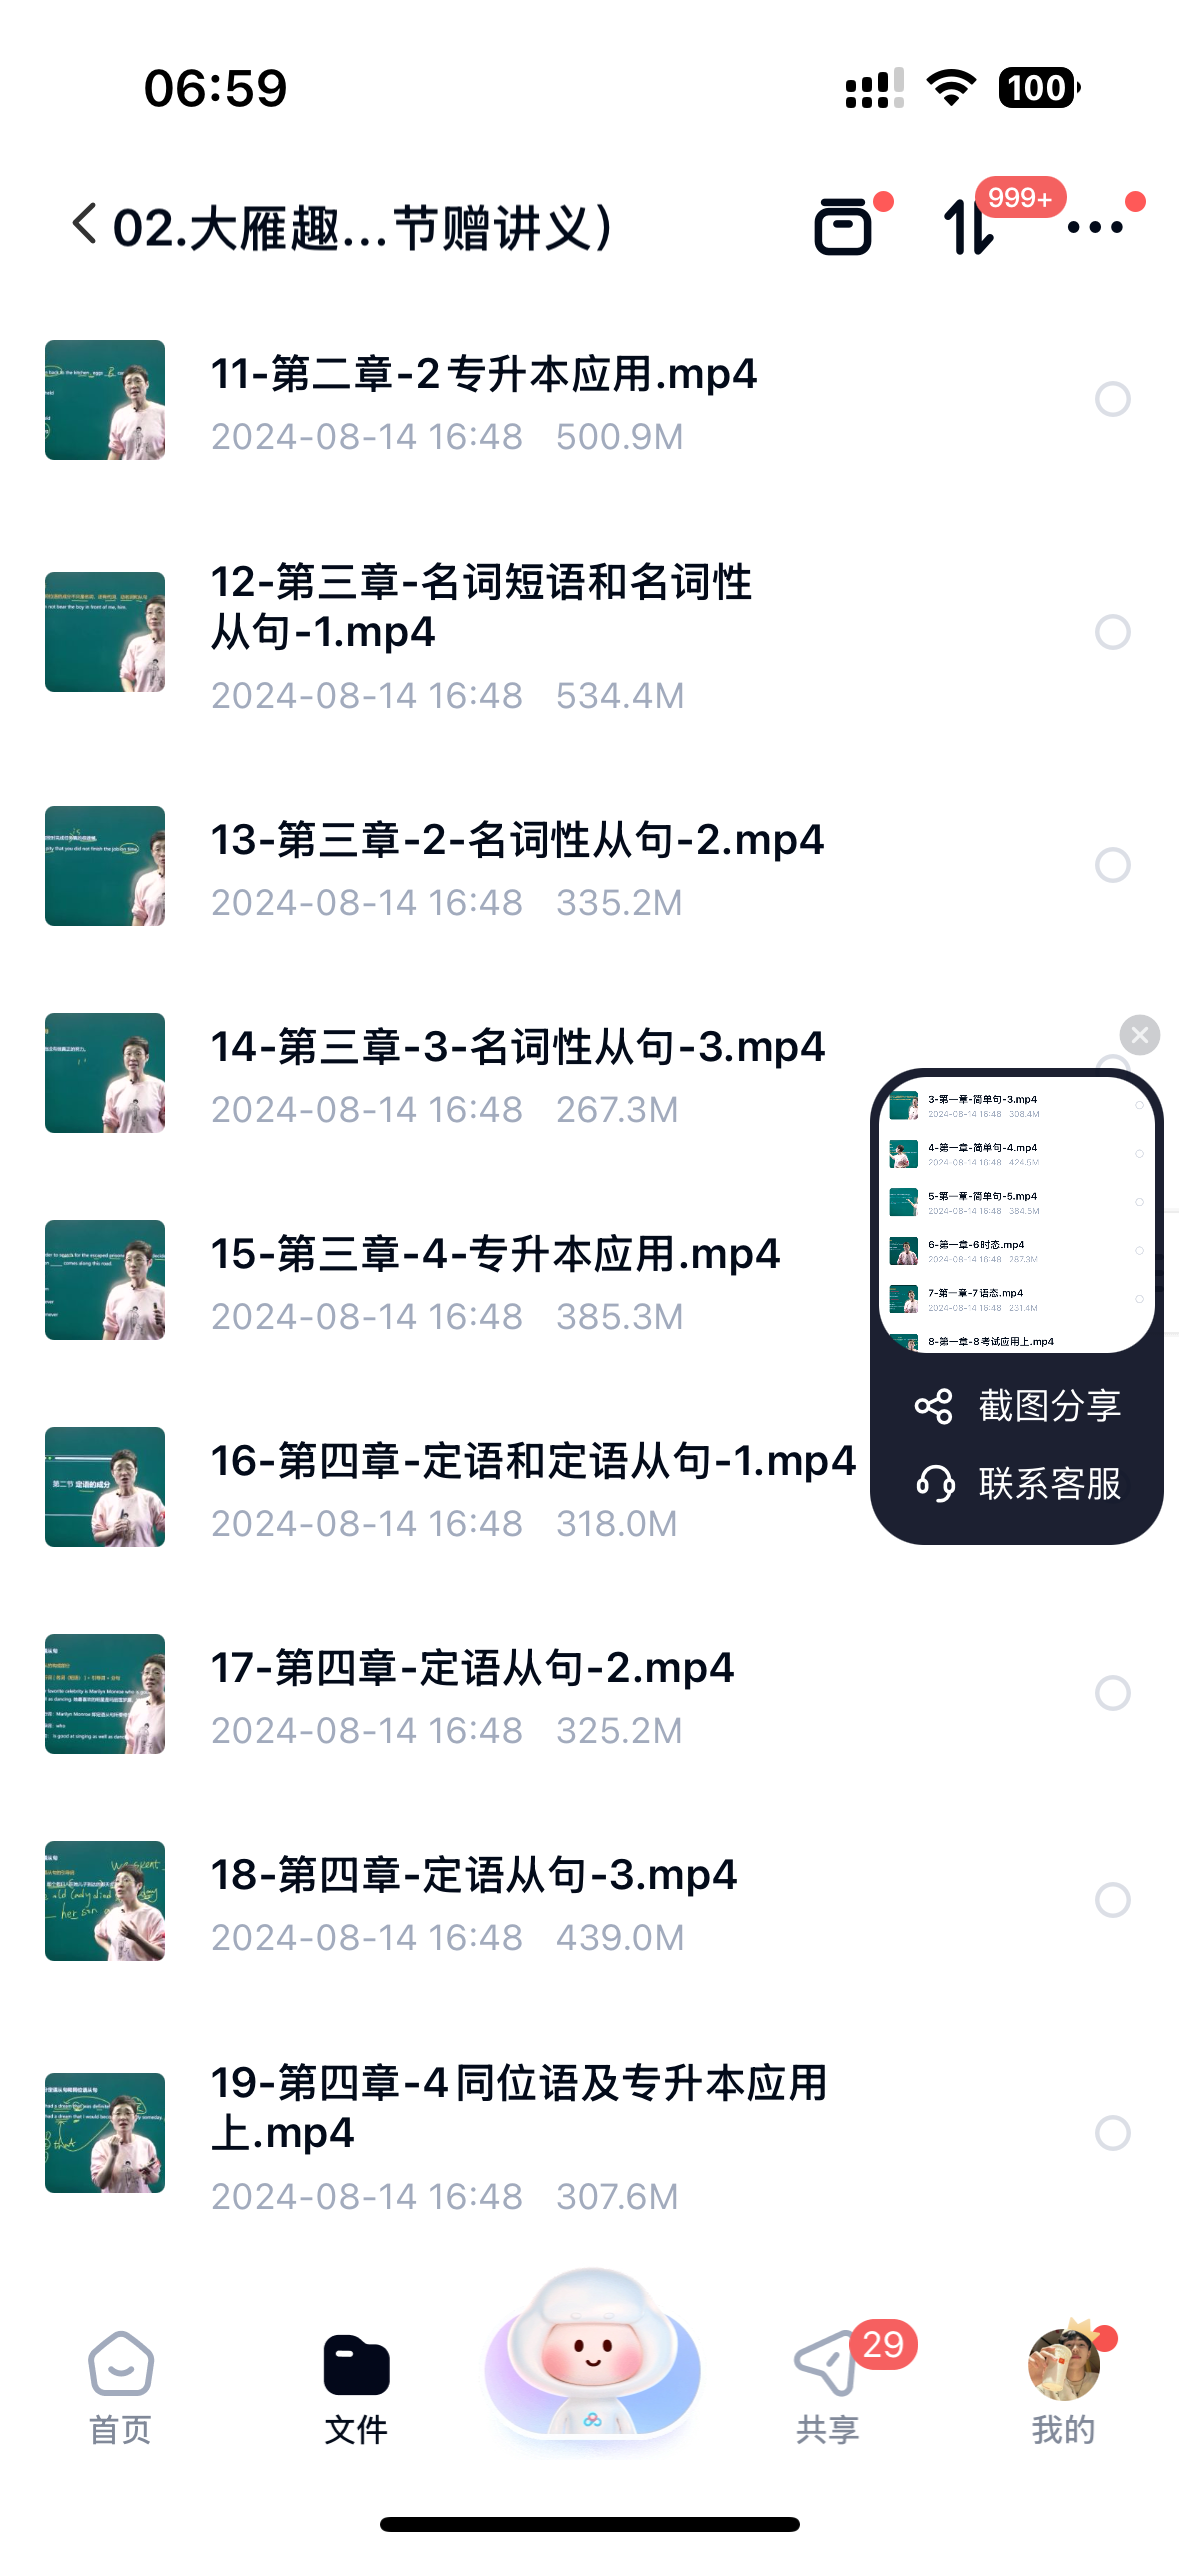 06:59
100
02.大雁趣...节赠讲义）
999+
11-第二章-2专升本应用.mp4
2024-08-14 16:48 500.9M
12-第三章-名词短语和名词性
从句-1.mp4
2024-08-14 16:48 534.4M
13-第三章-2-名词性从句-2.mp4
2024-08-14 16:48 335.2M
14-第三章-3-名词性从句-3.mp4
2024-08-14 16:48 267.3M
15-第三章-4-专升本应用.mp4
2024-08-14 16:48 385.3M
16-第四章-定语和定语从句-1.mp4
2024-08-14 16:48 318.0M
17-第四章-定语从句-2.mp4
2024-08-14 16:48 325.2M
18-第四章-定语从句-3.mp4
2024-08-14 16:48 439.0M
19-第四章-4同位语及专升本应用
上.mp4
2024-08-14 16:48 307.6M
3-第一章-简单句-3.mp4
2024-08-14 16:48 308.4M
4-第一章-简单句-4.mp4
2024-08-14 16:48 424.5M
5-第一章-简单句-5.mp4
2024-08-14 16:48 384.5M
6-第一章-6时态.mp4
2024-08-14 16:48 267.3M
7-第一章-7语态.mp4
2024-08-14 16:48 231.4M
8-第一章-8考试应用上.mp4
截图分享
联系客服
首页
文件
29
共享
我的